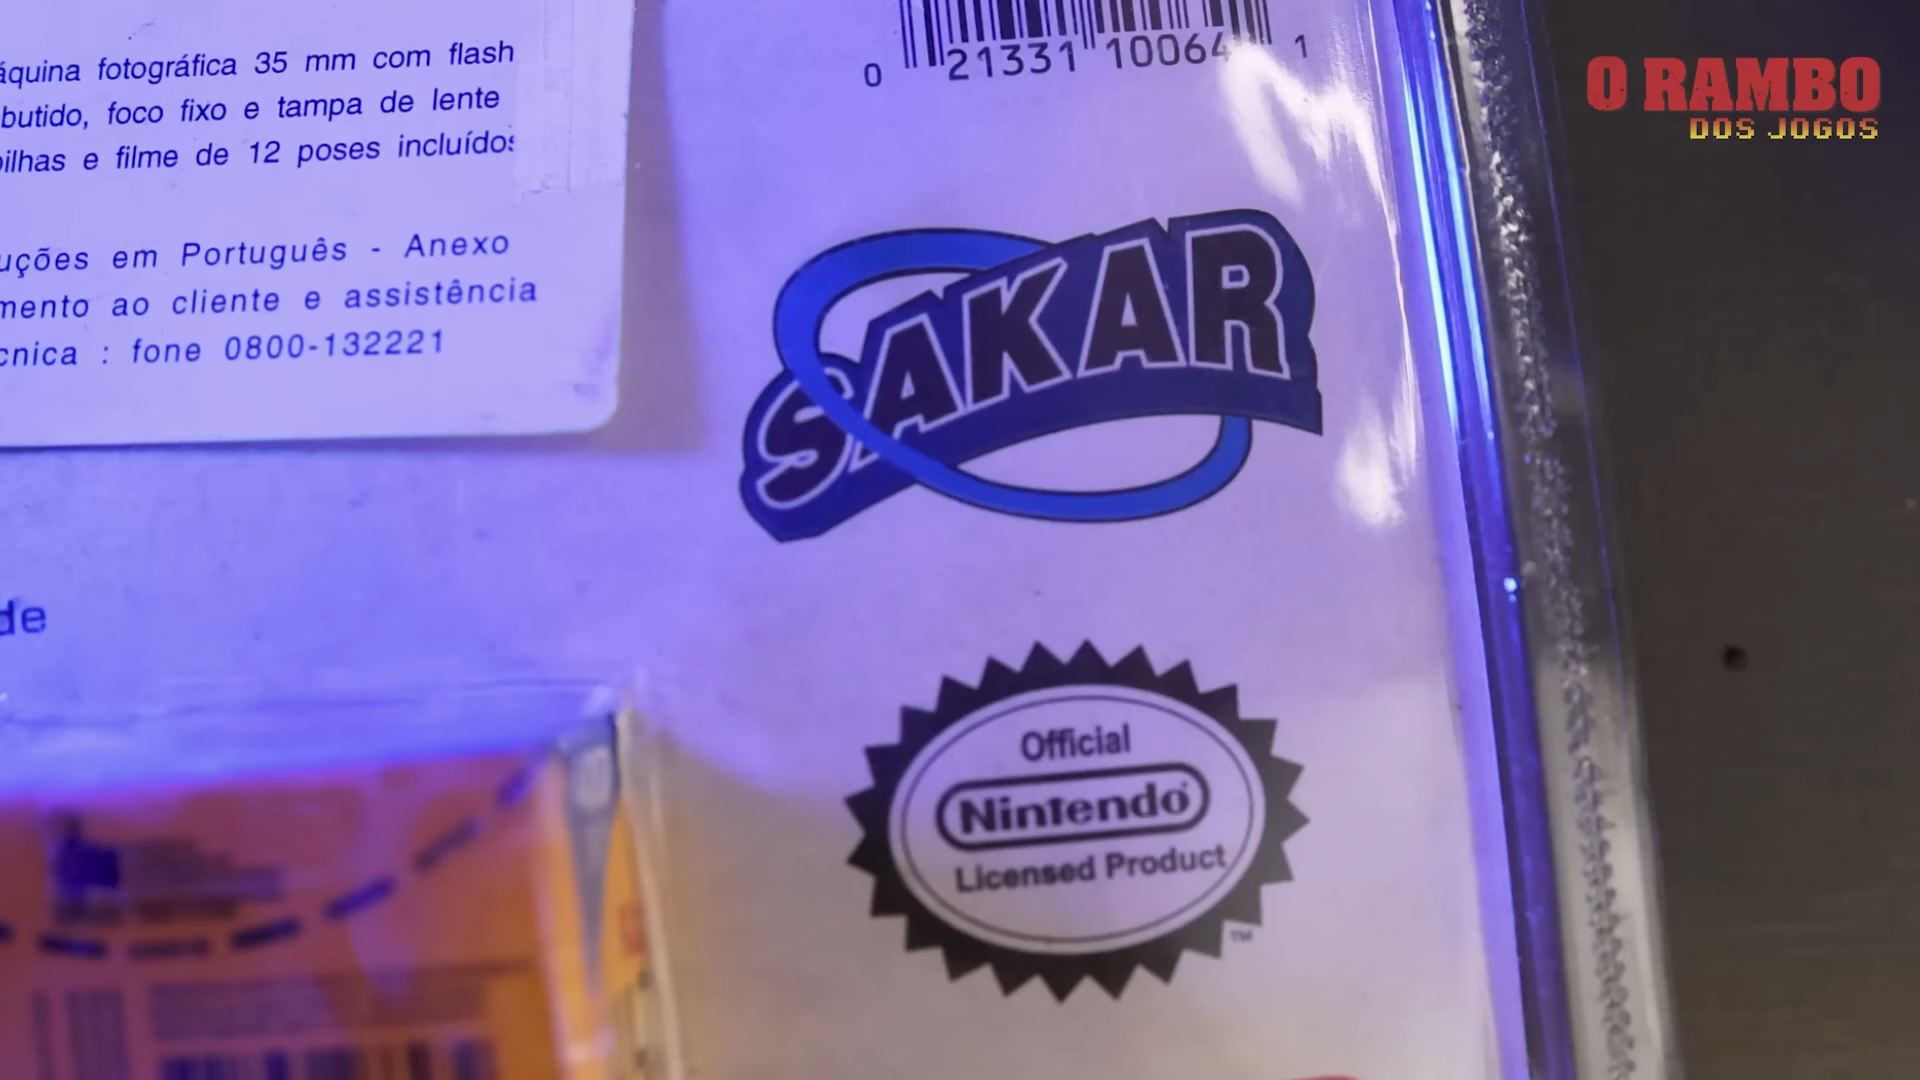 áquina fotográfica 35 mm com flash
butido, foco fixo e tampa de lente
pilhas e filme de 12 poses incluídos
uções em Português - Anexo
mento ao cliente e assistência
cnica : fone 0800-132221
de
0 21331 10064 1
O RAMBO
DOS JOGOS
SAKAR
Official
Nintendo
Licensed Product
TM